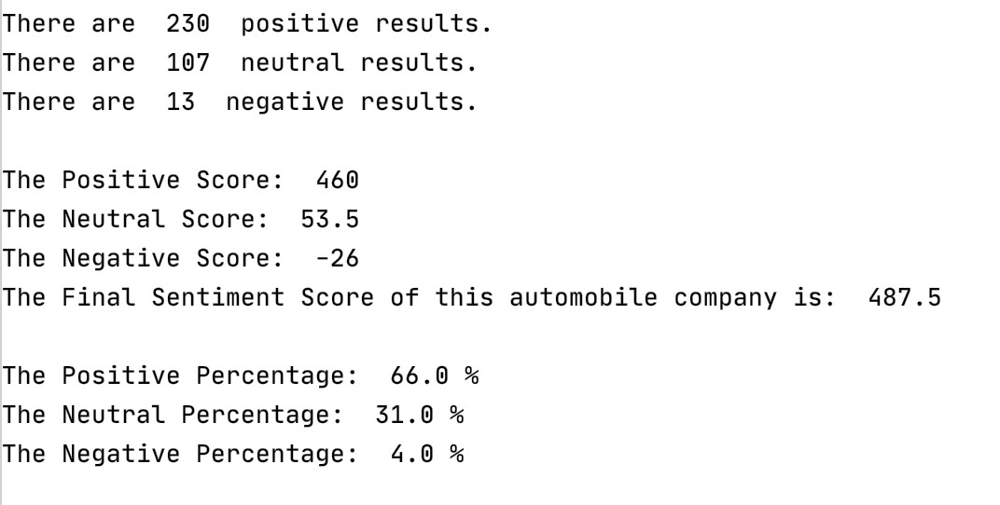 There are  230  positive results.
There are  107  neutral results.
There are  13  negative results.

The Positive Score:  460
The Neutral Score:  53.5
The Negative Score:  -26
The Final Sentiment Score of this automobile company is:  487.5

The Positive Percentage:  66.0 %
The Neutral Percentage:  31.0 %
The Negative Percentage:  4.0 %